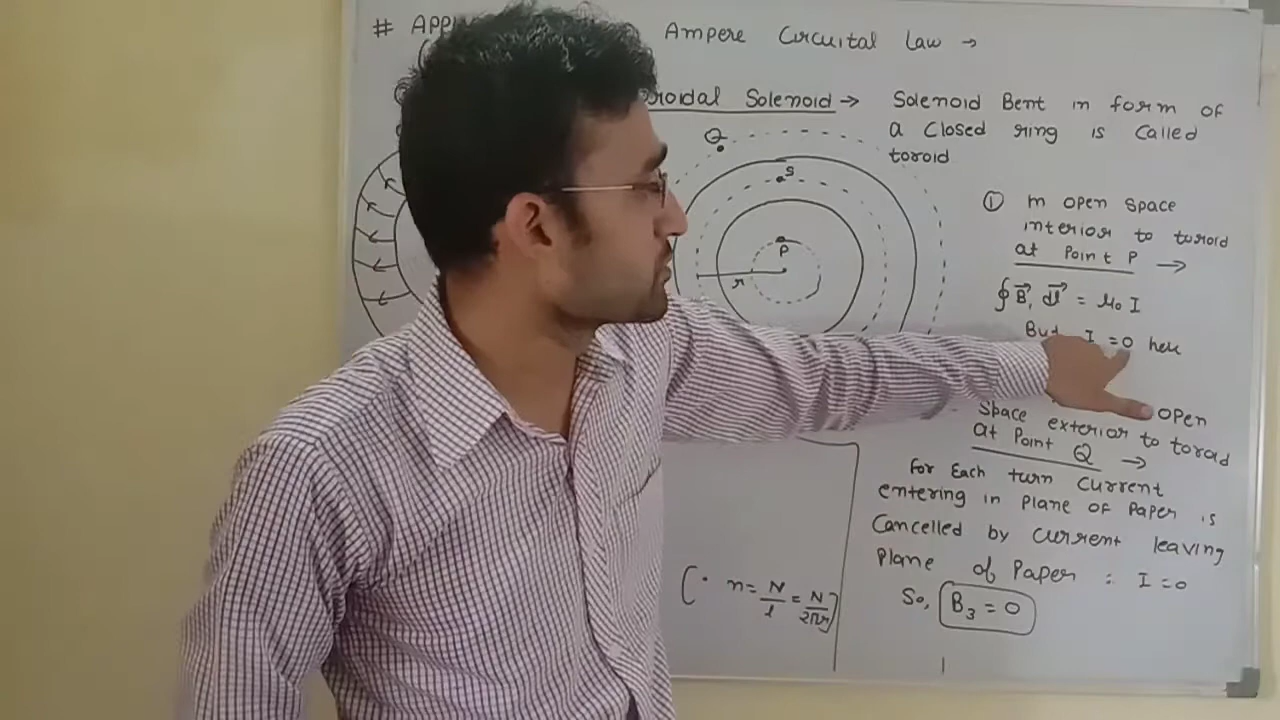 # Ampere Circuital Law →
Toroidal Solenoid → Solenoid Bent in form of
a closed ring is called
toroid
Q
S
P
r
① In open space
interior to toroid
at Point P →
∮ B⃗. dl⃗ = μ₀ I
But I = 0 here
open
Space exterior to toroid
at Point Q →
For Each turn current
entering in plane of Paper is
Cancelled by current leaving
Plane of Paper : I = 0
So, B₃ = 0
(∵ n = N/l = N/2πr)